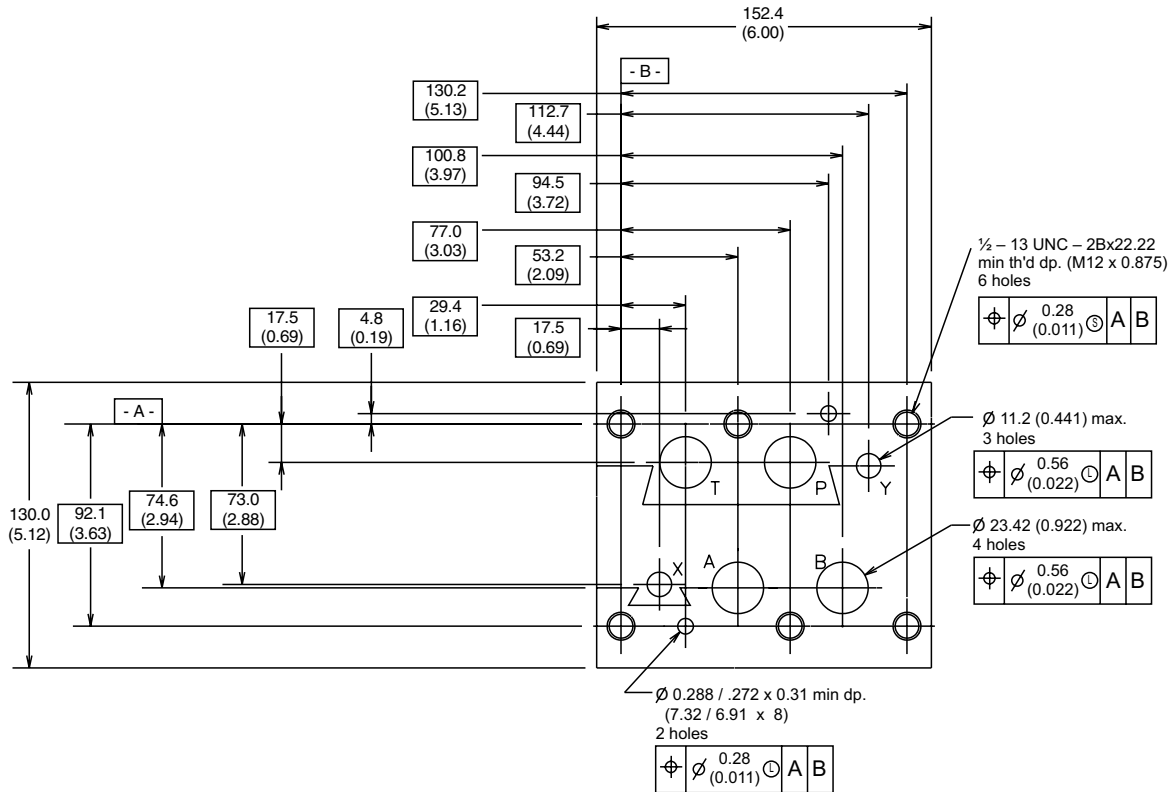 152.4
(6.00)
- B -
130.2
(5.13)
112.7
(4.44)
100.8
(3.97)
94.5
(3.72)
77.0
(3.03)
53.2
(2.09)
29.4
(1.16)
17.5
(0.69)
17.5
(0.69)
4.8
(0.19)
½ – 13 UNC – 2Bx22.22
min th'd dp. (M12 x 0.875)
6 holes
⌖ Ø 0.28 (0.011) Ⓢ A B
- A -
Ø 11.2 (0.441) max.
3 holes
⌖ Ø 0.56 (0.022) Ⓛ A B
T
P
Y
130.0
(5.12)
92.1
(3.63)
74.6
(2.94)
73.0
(2.88)
Ø 23.42 (0.922) max.
4 holes
⌖ Ø 0.56 (0.022) Ⓛ A B
X
A
B
Ø 0.288 / .272 x 0.31 min dp.
(7.32 / 6.91 x 8)
2 holes
⌖ Ø 0.28 (0.011) Ⓛ A B